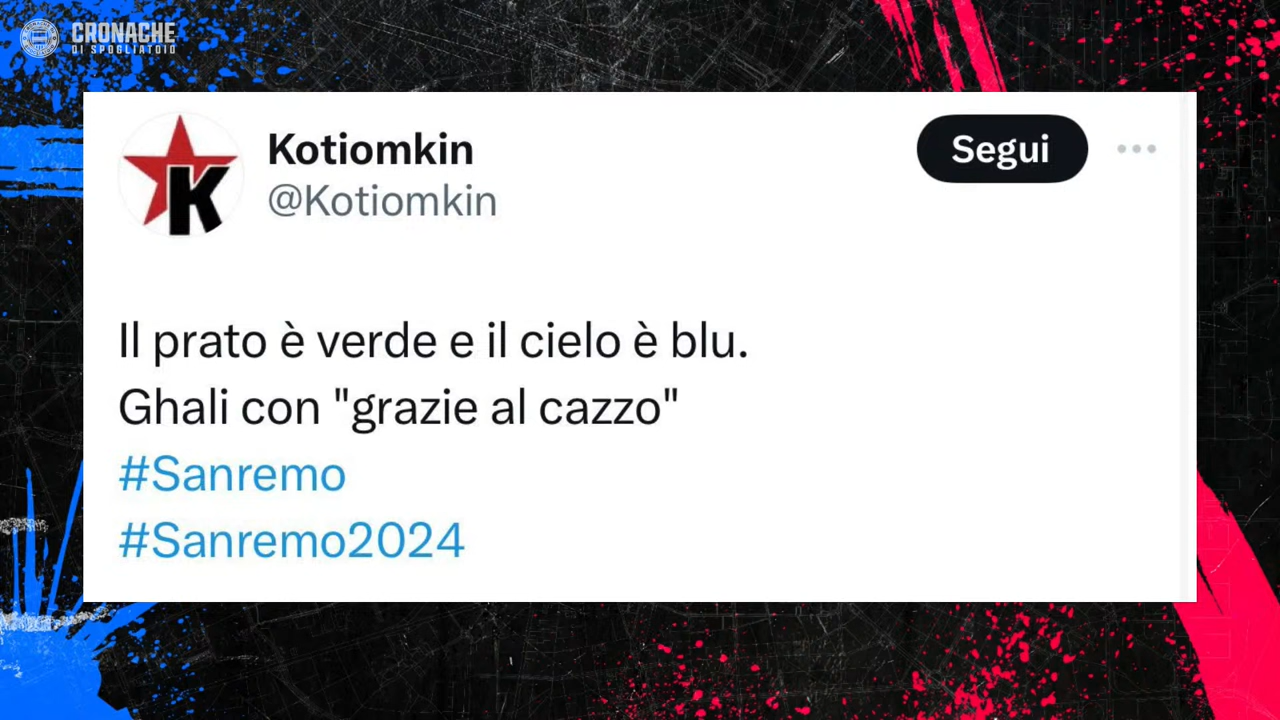 CRONACHE
DI SPOGLIATOIO
Kotiomkin
@Kotiomkin
Segui
K
Il prato è verde e il cielo è blu.
Ghali con "grazie al cazzo"
#Sanremo
#Sanremo2024